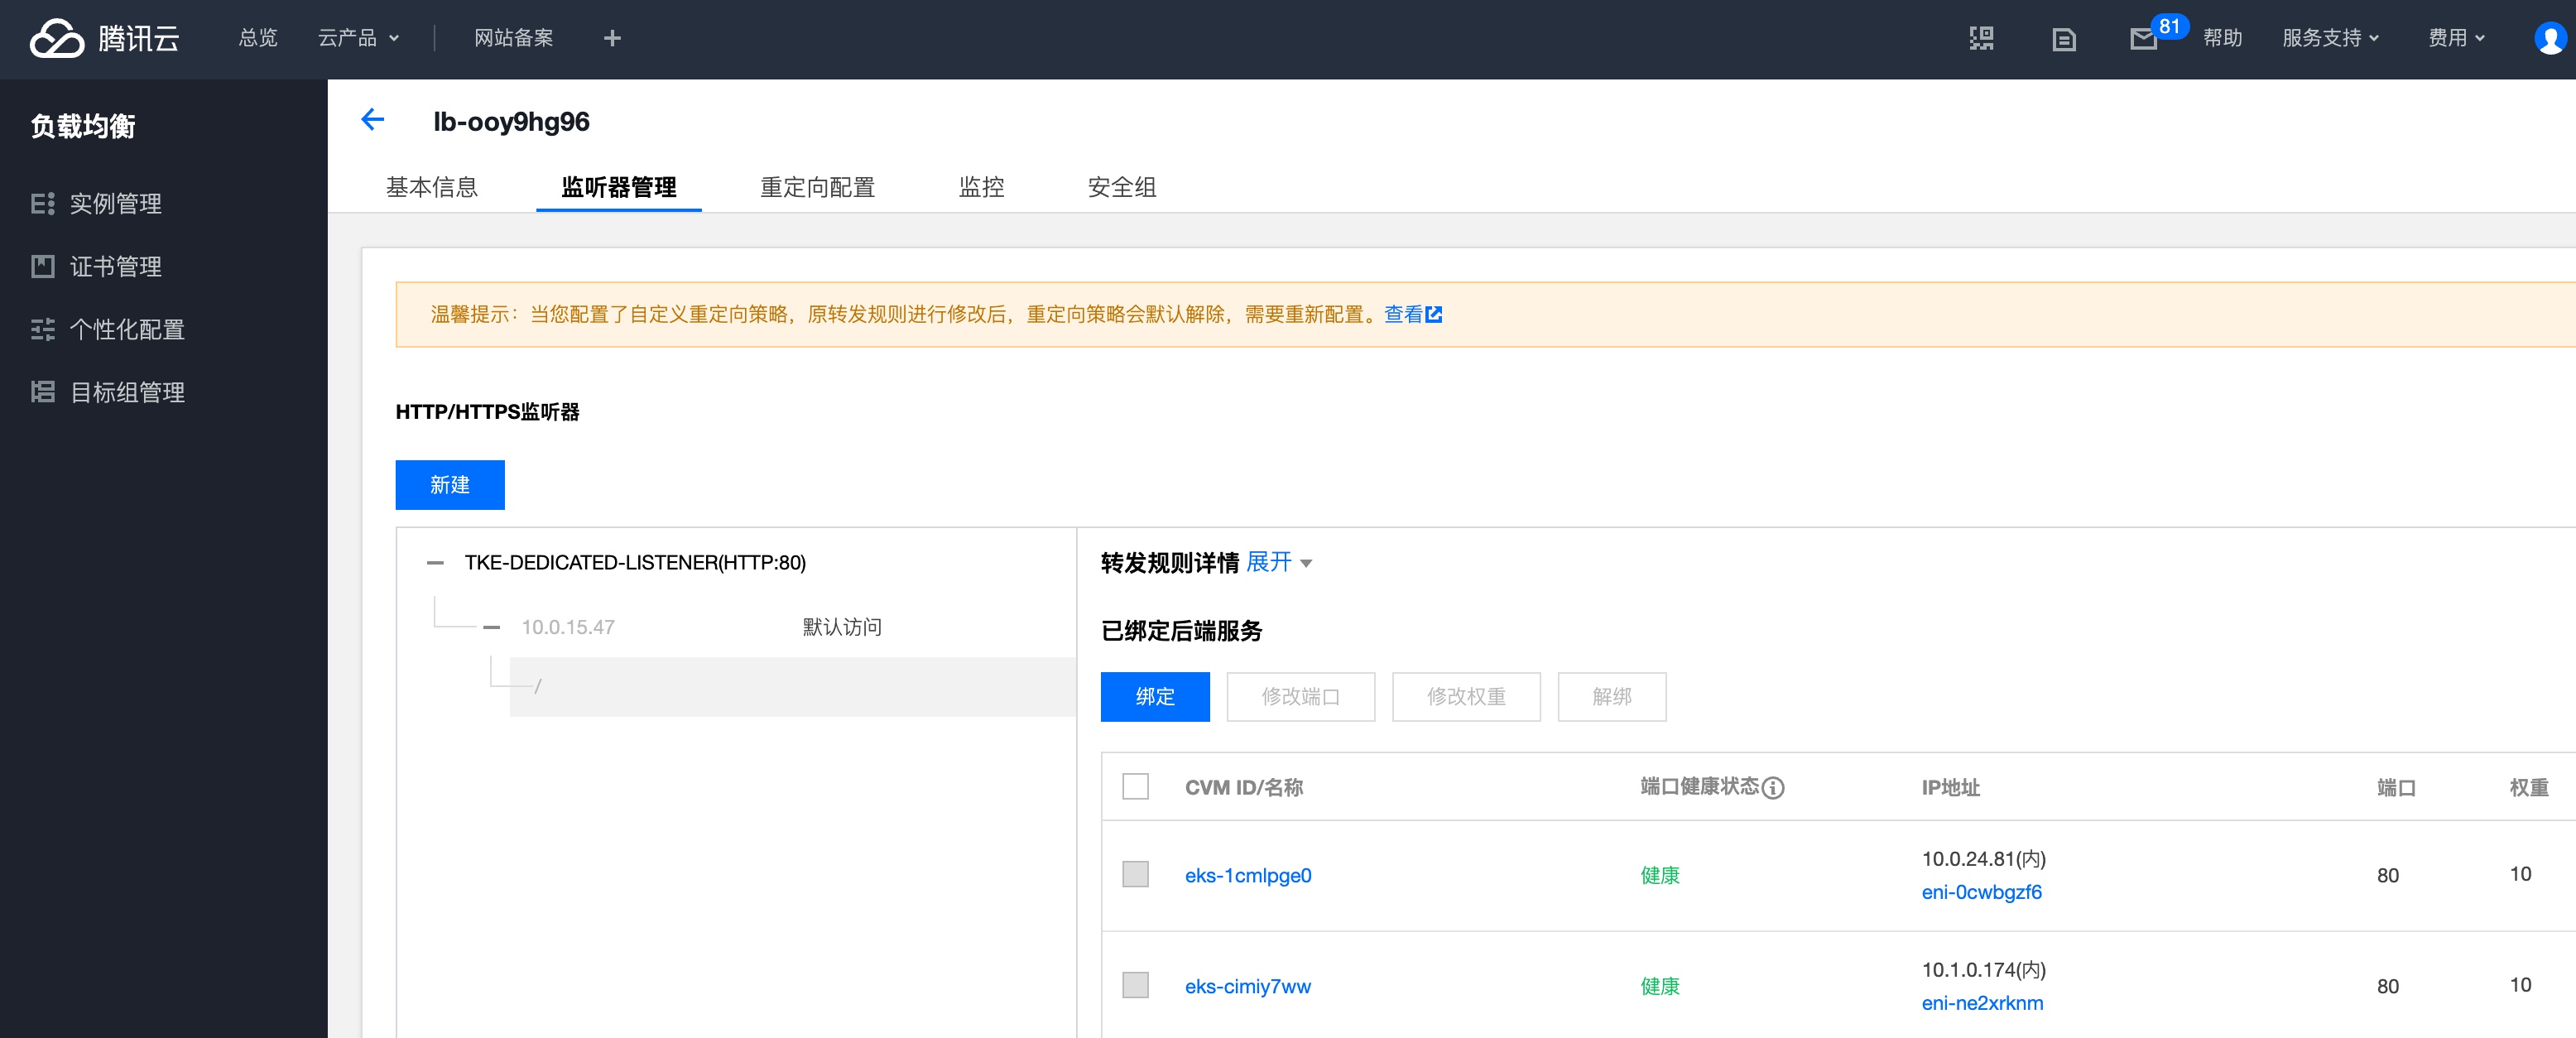 腾讯云 总览 云产品 网站备案 + 81 帮助 服务支持 费用
负载均衡
实例管理
证书管理
个性化配置
目标组管理
lb-ooy9hg96
基本信息 监听器管理 重定向配置 监控 安全组
温馨提示：当您配置了自定义重定向策略，原转发规则进行修改后，重定向策略会默认解除，需要重新配置。查看
HTTP/HTTPS监听器
新建
TKE-DEDICATED-LISTENER(HTTP:80)
10.0.15.47 默认访问
/
转发规则详情 展开
已绑定后端服务
绑定 修改端口 修改权重 解绑
CVM ID/名称 端口健康状态 IP地址 端口 权重
eks-1cmlpge0 健康 10.0.24.81(内) 80 10
eni-0cwbgzf6
eks-cimiy7ww 健康 10.1.0.174(内) 80 10
eni-ne2xrknm